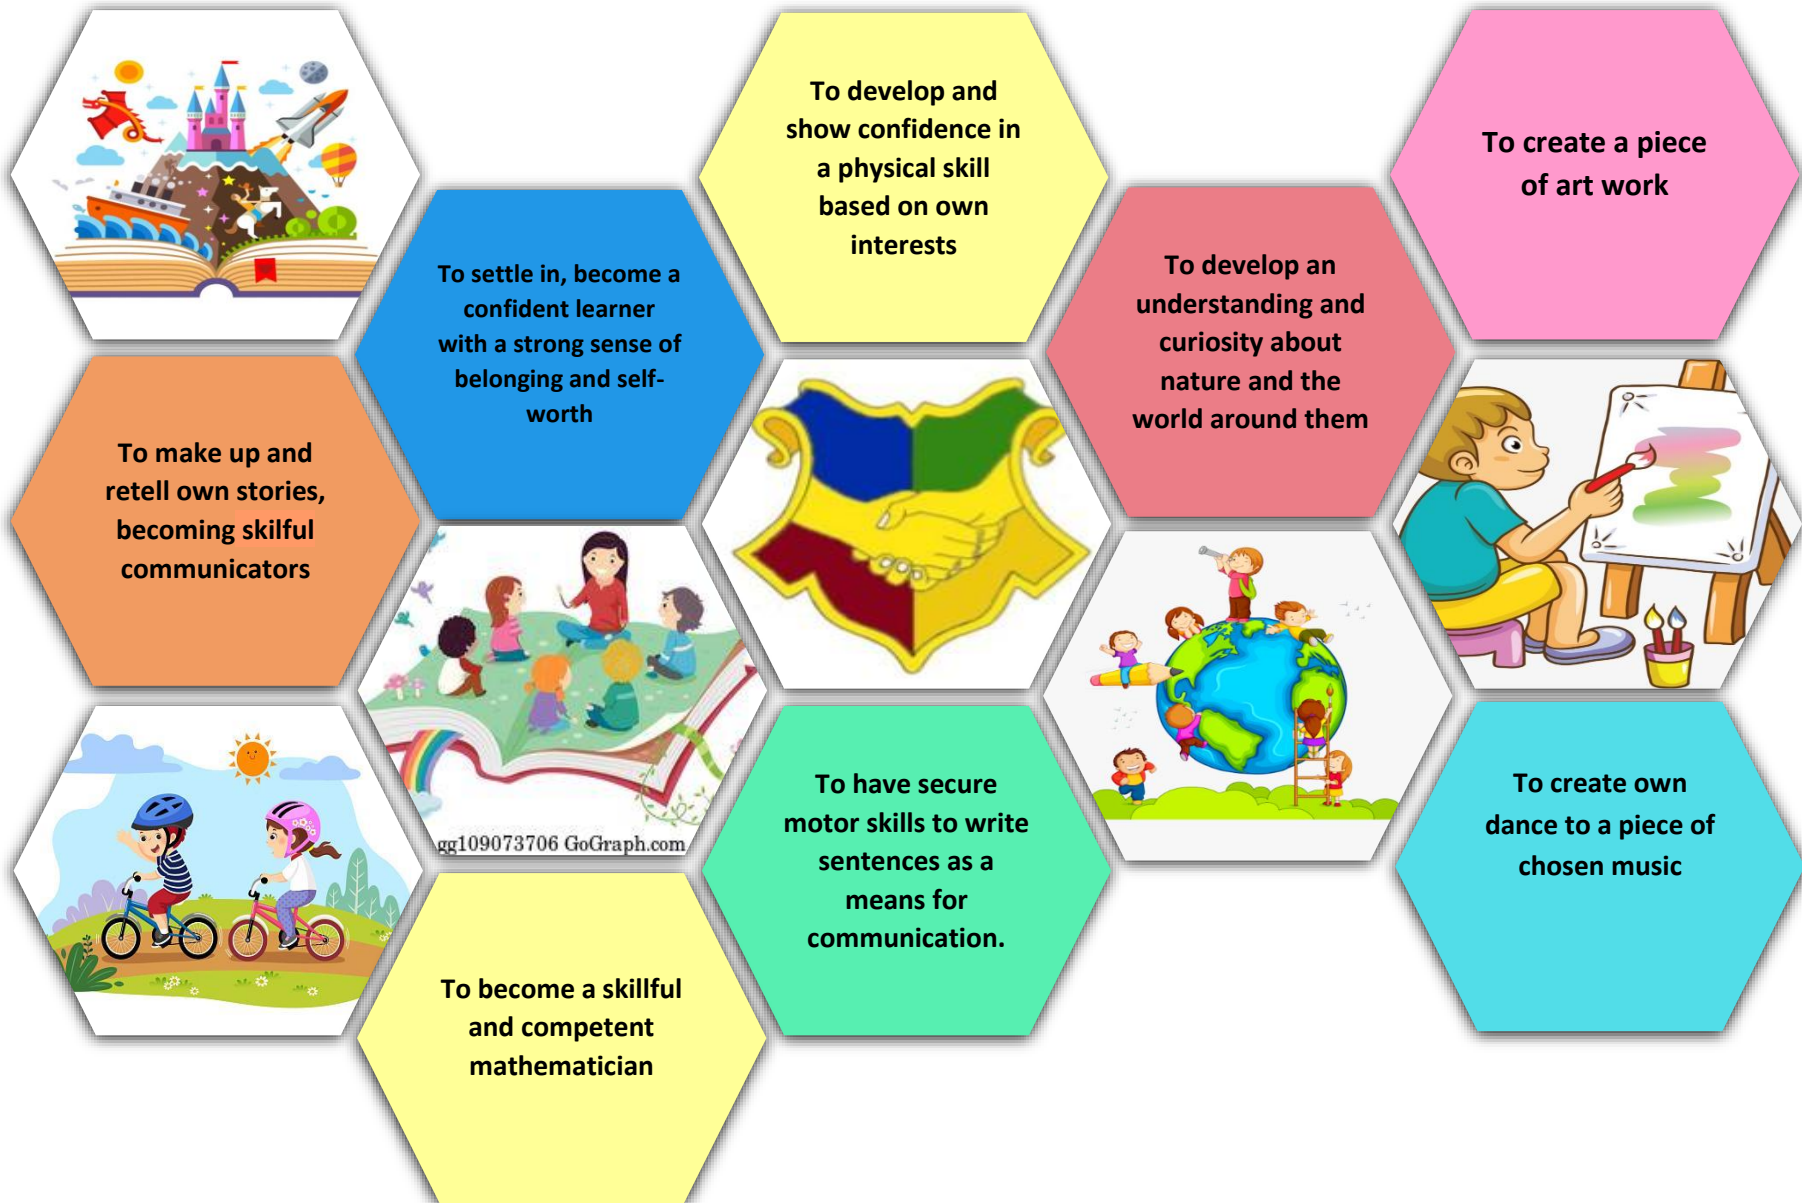 To develop and
show confidence in
a physical skill
based on own
interests
To create a piece
of art work
To settle in, become a
confident learner
with a strong sense of
belonging and self-
worth
To develop an
understanding and
curiosity about
nature and the
world around them
To make up and
retell own stories,
becoming skilful
communicators
gg109073706 GoGraph.com
To have secure
motor skills to write
sentences as a
means for
communication.
To create own
dance to a piece of
chosen music
To become a skillful
and competent
mathematician